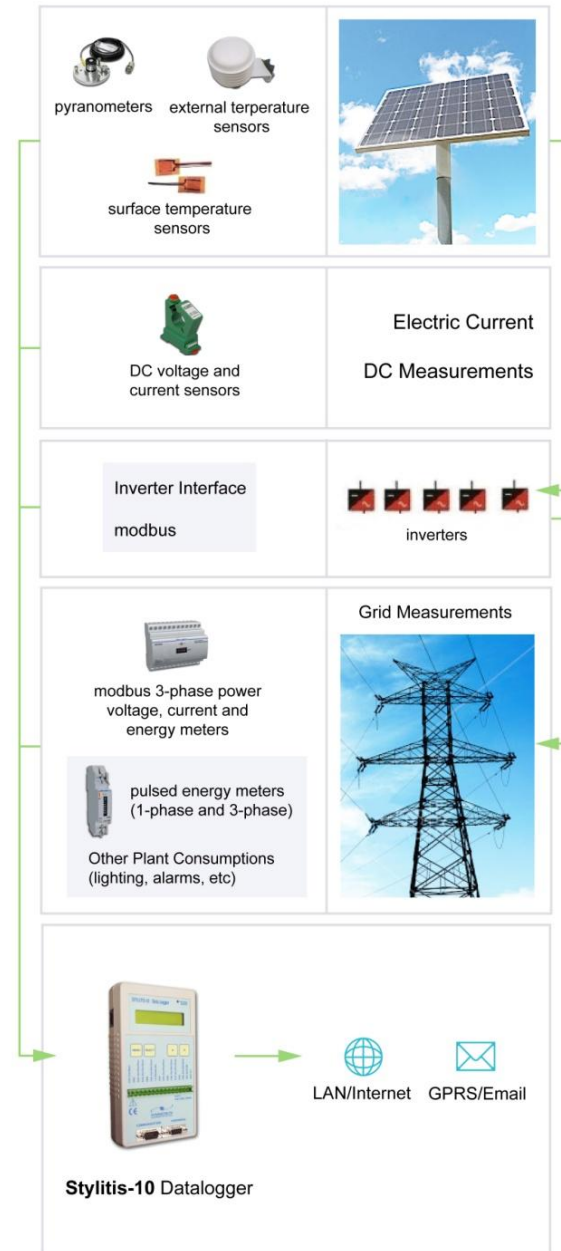 pyranometers
external terperature
sensors
surface temperature
sensors
DC voltage and
current sensors
Electric Current
DC Measurements
Inverter Interface
modbus
inverters
modbus 3-phase power
voltage, current and
energy meters
pulsed energy meters
(1-phase and 3-phase)
Other Plant Consumptions
(lighting, alarms, etc)
Grid Measurements
LAN/Internet
GPRS/Email
Stylitis-10 Datalogger